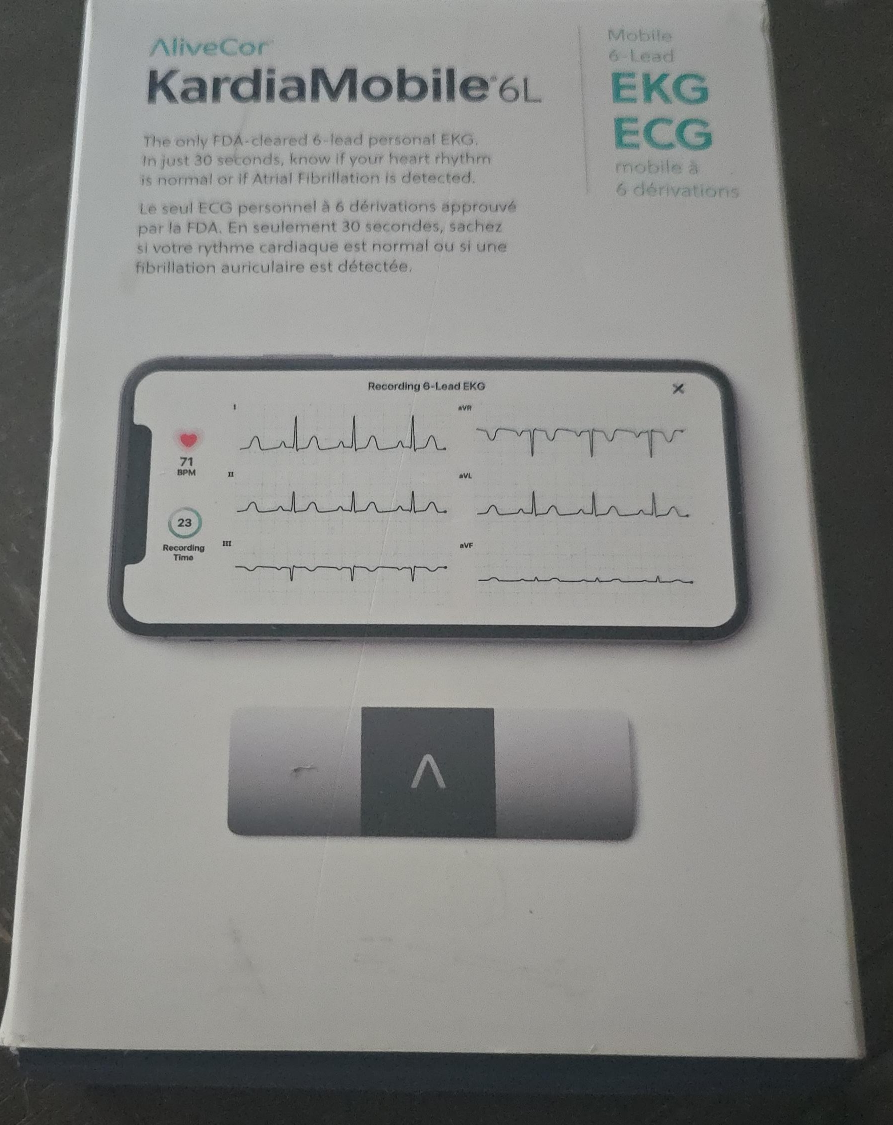 AliveCor
KardiaMobile® 6L
The only FDA-cleared 6-lead personal EKG.
In just 30 seconds, know if your heart rhythm
is normal or if Atrial Fibrillation is detected.
Le seul ECG personnel à 6 dérivations approuvé
par la FDA. En seulement 30 secondes, sachez
si votre rythme cardiaque est normal ou si une
fibrillation auriculaire est détectée.
Mobile
6-Lead
EKG
ECG
mobile à
6 dérivations
Recording 6-Lead EKG
I
aVR
71
BPM
II
aVL
23
Recording
Time
III
aVF